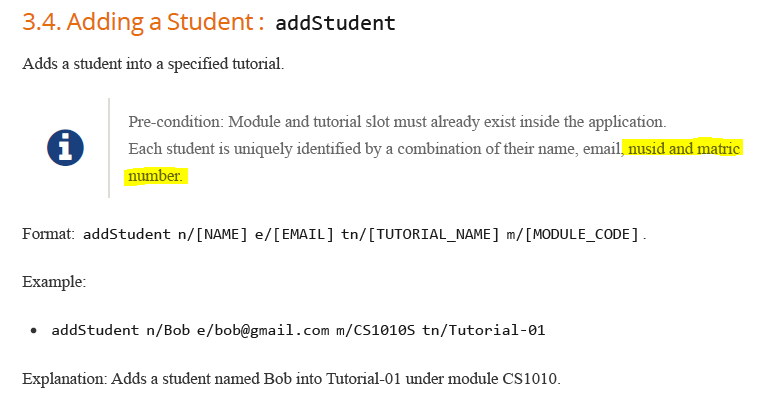 3.4. Adding a Student : addStudent
Adds a student into a specified tutorial.
Pre-condition: Module and tutorial slot must already exist inside the application.
Each student is uniquely identified by a combination of their name, email, nusid and matric
number.
Format: addStudent n/[NAME] e/[EMAIL] tn/[TUTORIAL_NAME] m/[MODULE_CODE].
Example:
• addStudent n/Bob e/bob@gmail.com m/CS1010S tn/Tutorial-01
Explanation: Adds a student named Bob into Tutorial-01 under module CS1010.